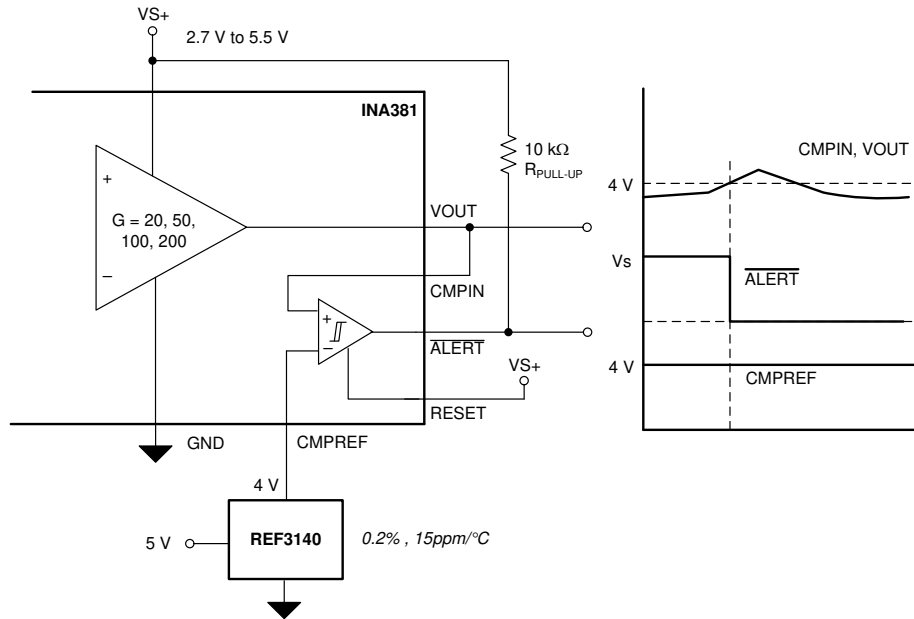 VS+
2.7 V to 5.5 V
INA381
+
G = 20, 50,
100, 200
–
10 kΩ
RPULL-UP
VOUT
CMPIN
+
–
ALERT
VS+
RESET
GND
CMPREF
4 V
5 V
REF3140
0.2% , 15ppm/°C
CMPIN, VOUT
4 V
Vs
ALERT
4 V
CMPREF